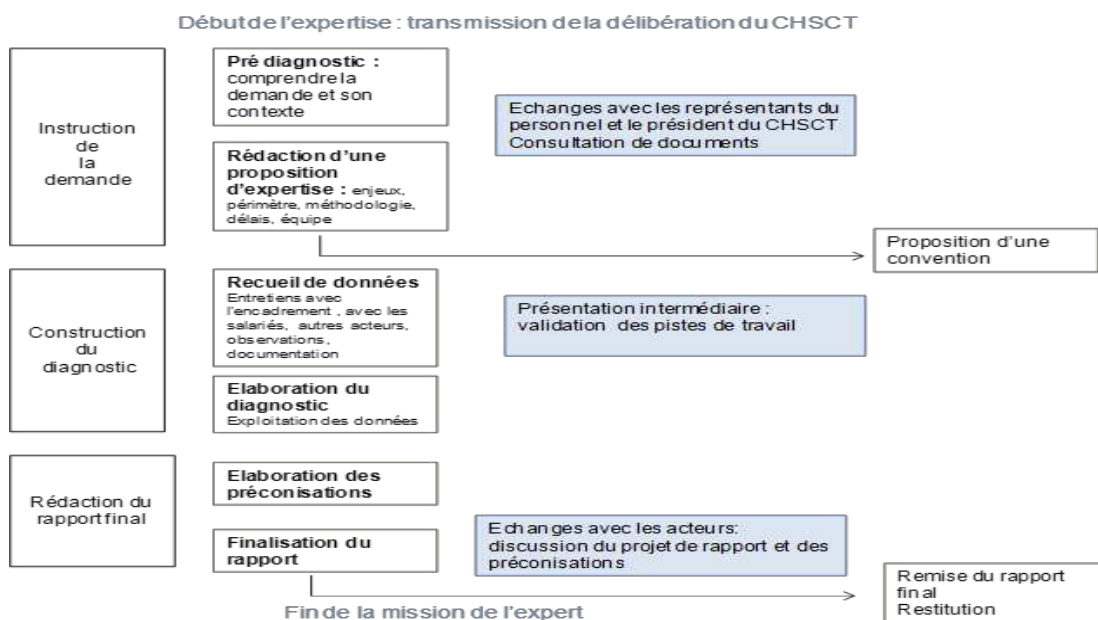 Début de l'expertise : transmission de la délibération du CHSCT
Instruction
de
la
demande
Pré diagnostic :
comprendre la
demande et son
contexte
Rédaction d'une
proposition
d'expertise : enjeux,
périmètre, méthodologie,
délais, équipe
Echanges avec les représentants du
personnel et le président du CHSCT
Consultation de documents
Proposition d'une
convention
Construction
du
diagnostic
Recueil de données
Entretiens avec
l'encadrement , avec les
salariés, autres acteurs,
observations,
documentation
Elaboration du
diagnostic
Exploitation des données
Présentation intermédiaire :
validation des pistes de travail
Rédaction du
rapport final
Elaboration des
préconisations
Finalisation du
rapport
Echanges avec les acteurs:
discussion du projet de rapport et des
préconisations
Remise du rapport
final
Restitution
Fin de la mission de l'expert